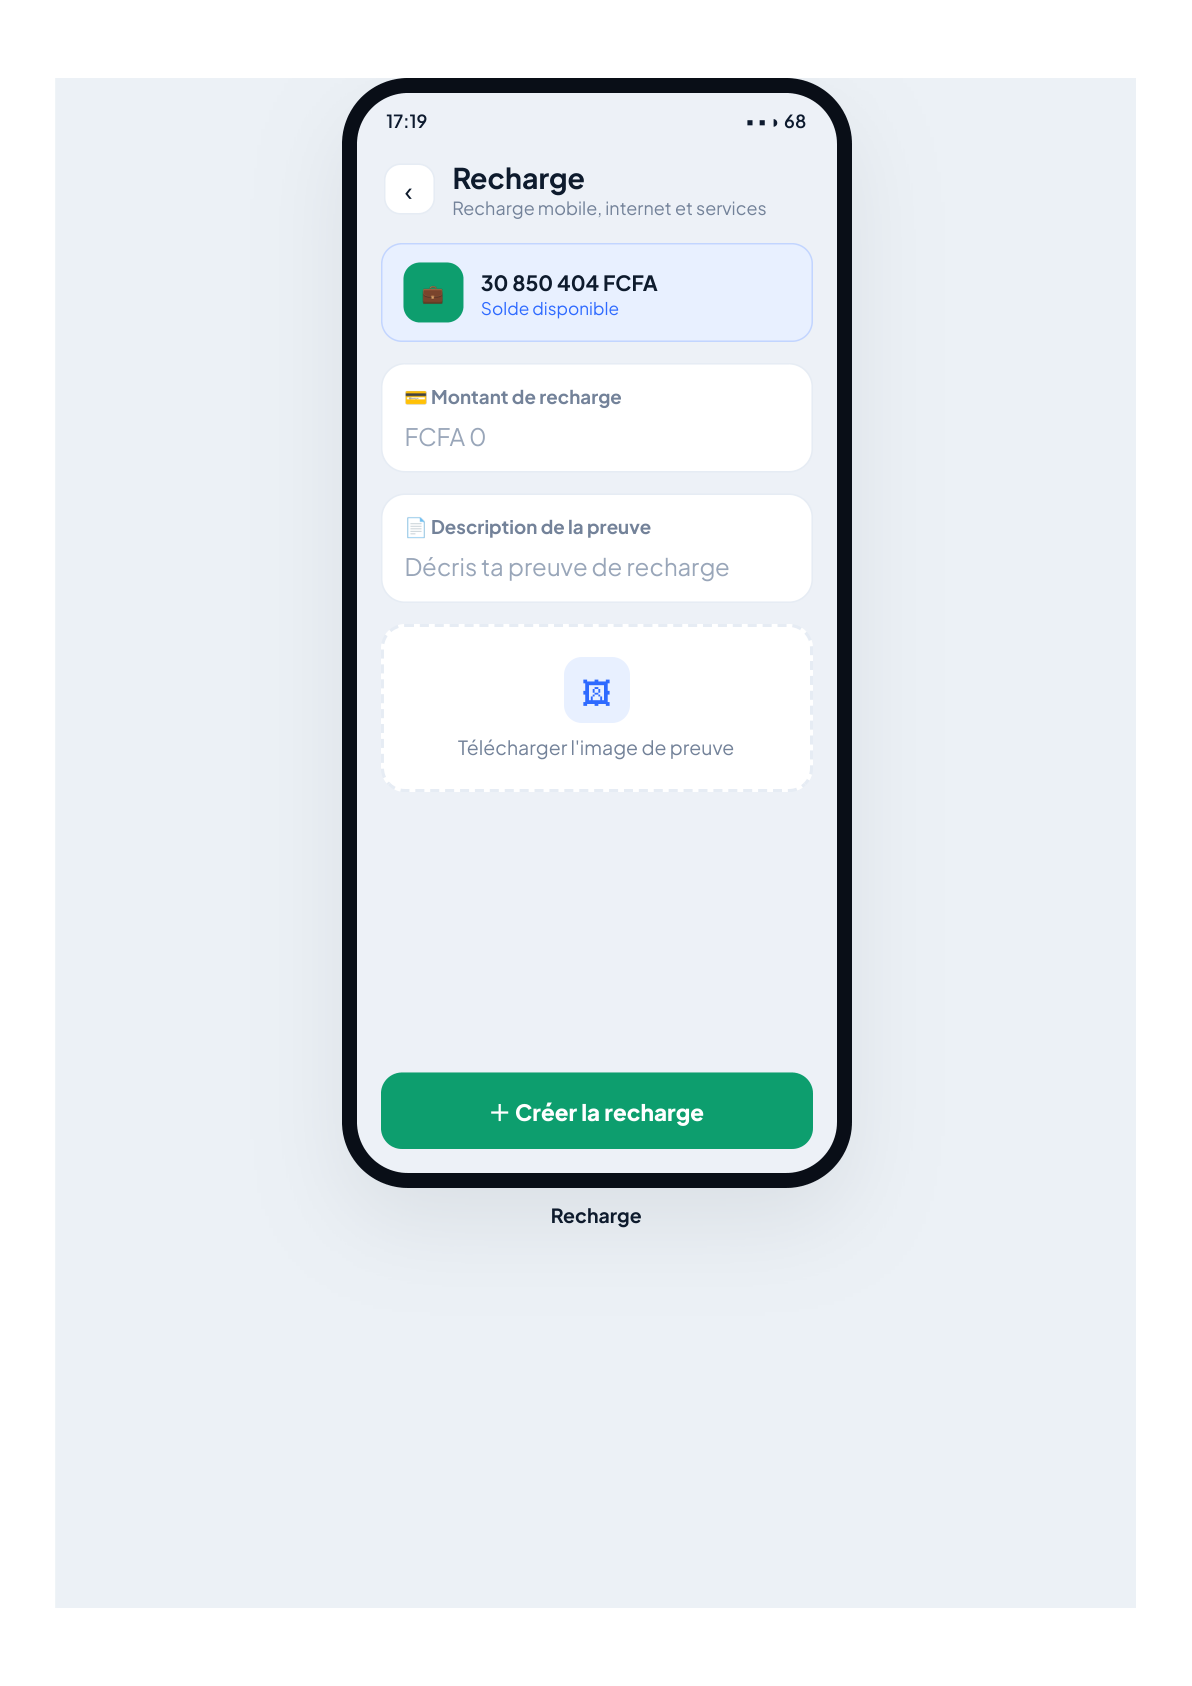 17:19
68
Recharge
Recharge mobile, internet et services
30 850 404 FCFA
Solde disponible
Montant de recharge
FCFA 0
Description de la preuve
Décris ta preuve de recharge
Télécharger l'image de preuve
+ Créer la recharge
Recharge